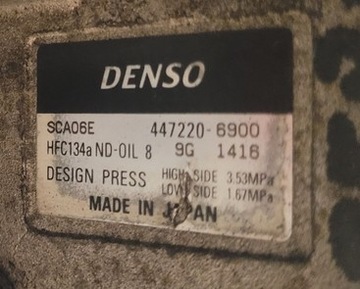 DENSO
SCA06E 447220-6900
HFC134a ND-OIL 8 9G 1416
DESIGN PRESS HIGH SIDE 3.53MPa
LOW SIDE 1.67MPa
MADE IN JAPAN